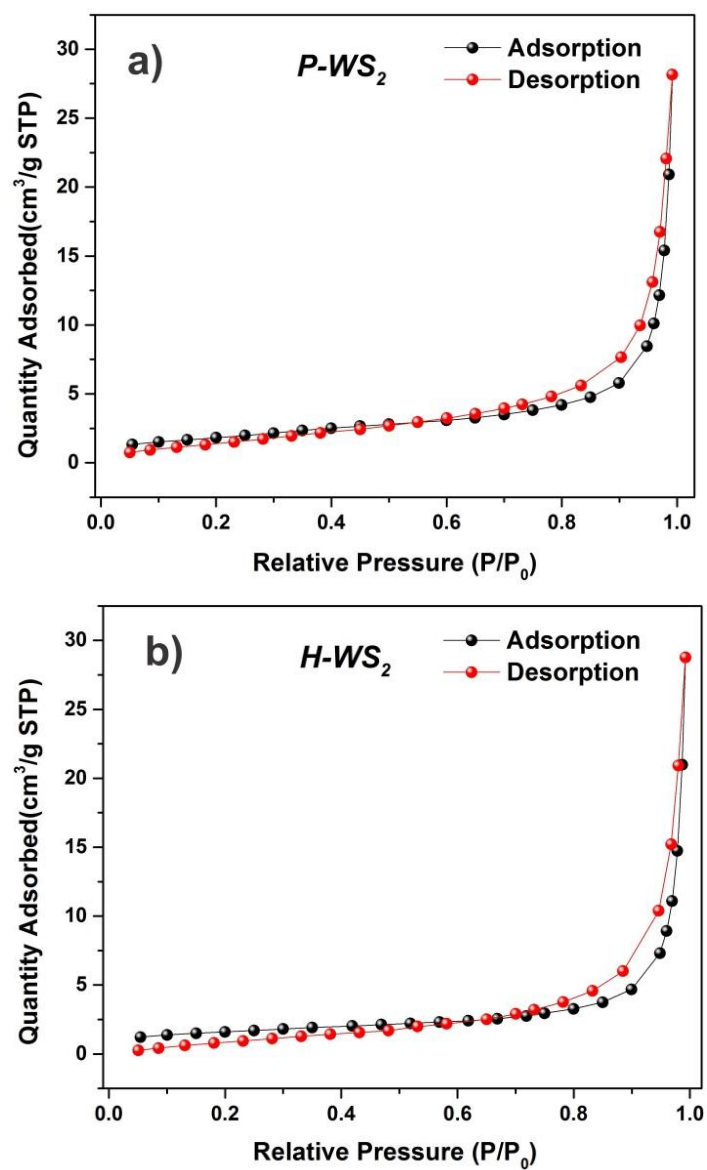 a)
P-WS2
Adsorption
Desorption
30
25
20
15
10
5
0
Quantity Adsorbed(cm3/g STP)
0.0 0.2 0.4 0.6 0.8 1.0
Relative Pressure (P/P0)
b)
H-WS2
Adsorption
Desorption
30
25
20
15
10
5
0
Quantity Adsorbed(cm3/g STP)
0.0 0.2 0.4 0.6 0.8 1.0
Relative Pressure (P/P0)